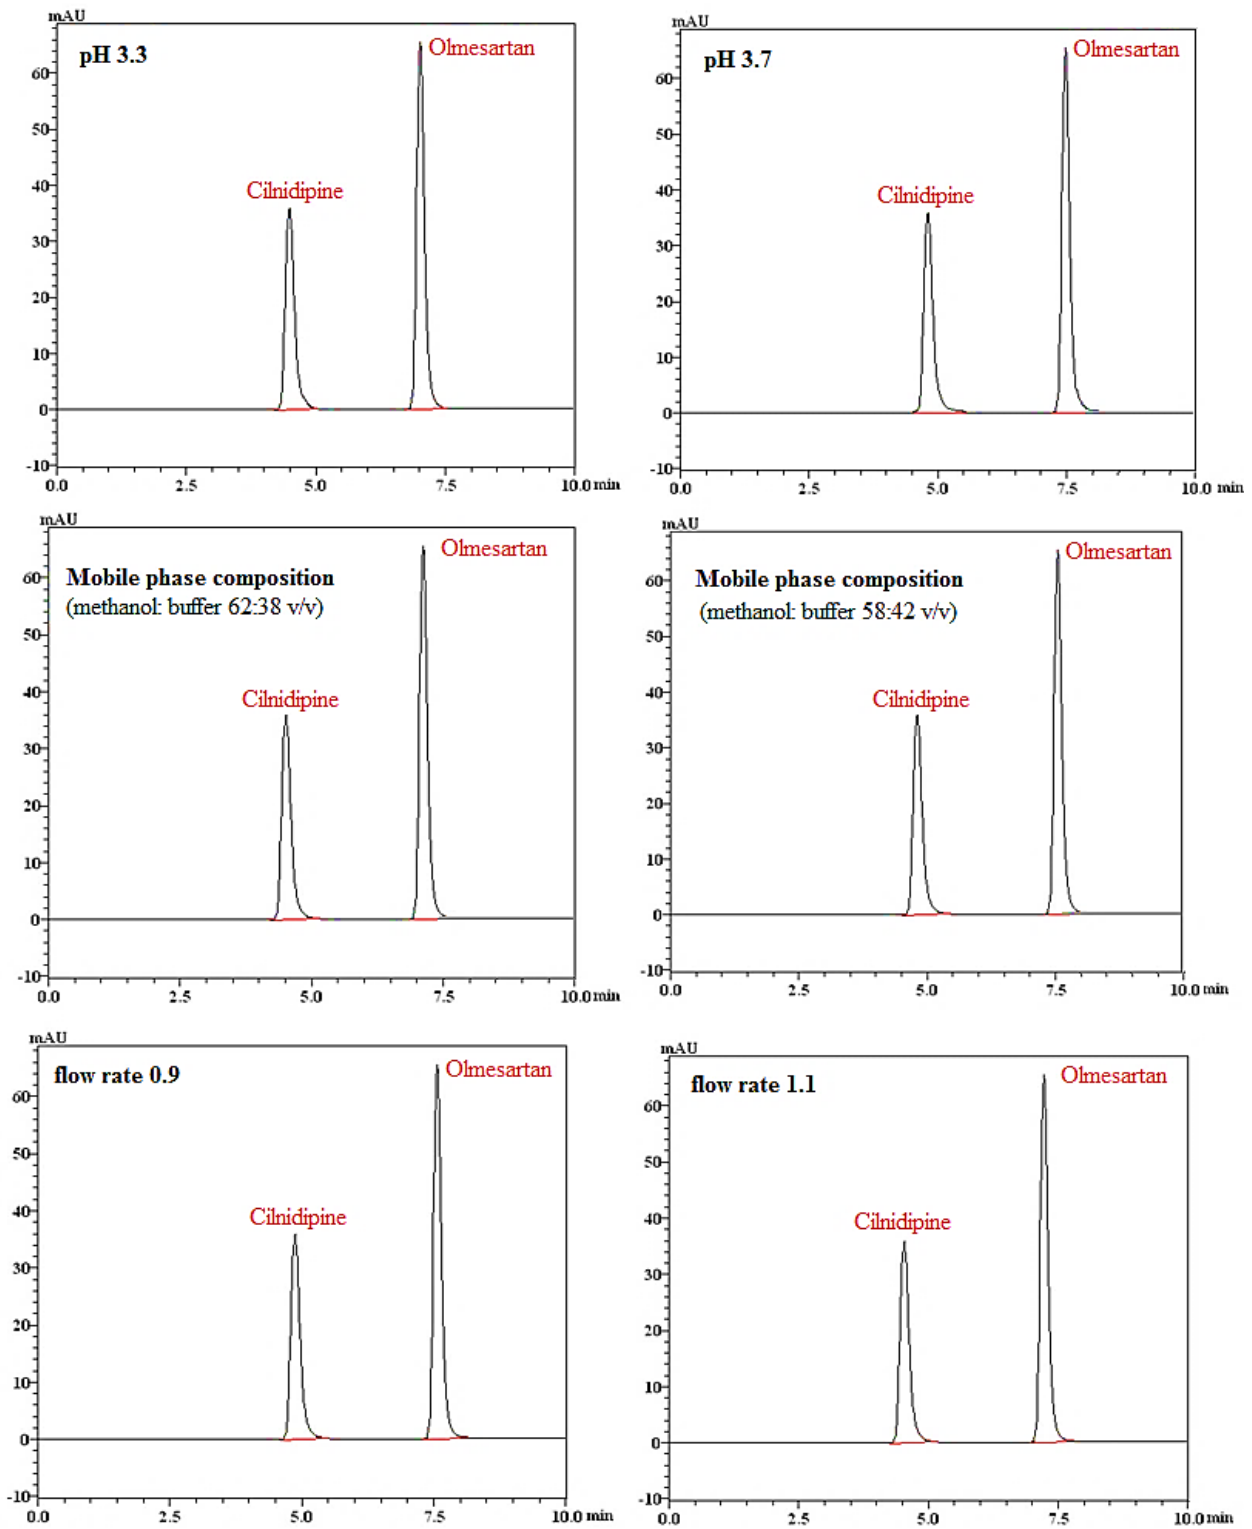 mAU
pH 3.3
Olmesartan
60
50
40
Cilnidipine
30
20
10
0
-10
0.0 2.5 5.0 7.5 10.0 min
mAU
pH 3.7
Olmesartan
60
50
40
Cilnidipine
30
20
10
0
-10
0.0 2.5 5.0 7.5 10.0 min
mAU
Olmesartan
Mobile phase composition
(methanol: buffer 62:38 v/v)
60
50
40
Cilnidipine
30
20
10
0
-10
0.0 2.5 5.0 7.5 10.0 min
mAU
Olmesartan
Mobile phase composition
(methanol: buffer 58:42 v/v)
60
50
40
Cilnidipine
30
20
10
0
-10
0.0 2.5 5.0 7.5 10.0 min
mAU
flow rate 0.9
Olmesartan
60
50
40
Cilnidipine
30
20
10
0
-10
0.0 2.5 5.0 7.5 10.0 min
mAU
flow rate 1.1
Olmesartan
60
50
40
Cilnidipine
30
20
10
0
-10
0.0 2.5 5.0 7.5 10.0 min